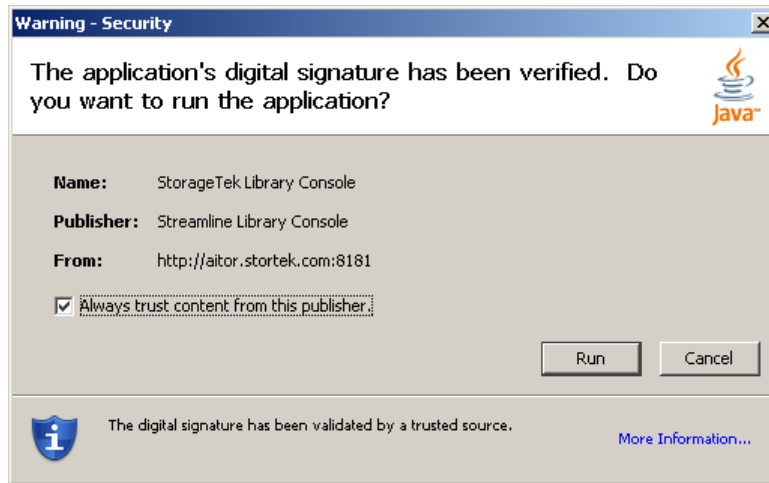 Warning - Security
The application's digital signature has been verified. Do
you want to run the application?
Java™
Name: StorageTek Library Console
Publisher: Streamline Library Console
From: http://aitor.stortek.com:8181
Always trust content from this publisher.
Run Cancel
The digital signature has been validated by a trusted source.
More Information...